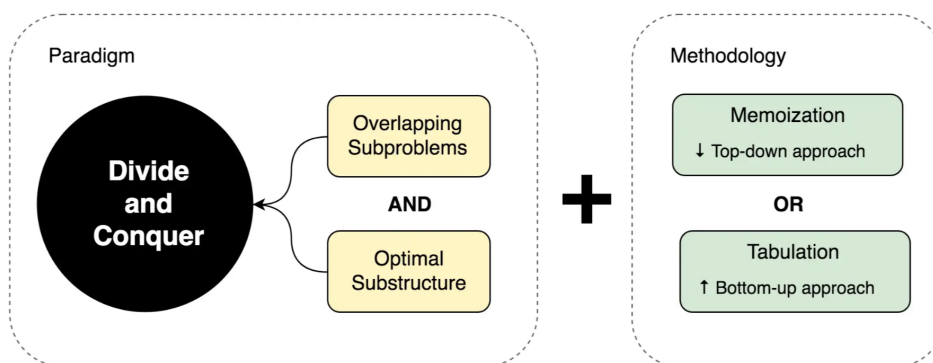 Paradigm
Divide
and
Conquer
Overlapping
Subproblems
AND
Optimal
Substructure
+
Methodology
Memoization
↓ Top-down approach
OR
Tabulation
↑ Bottom-up approach